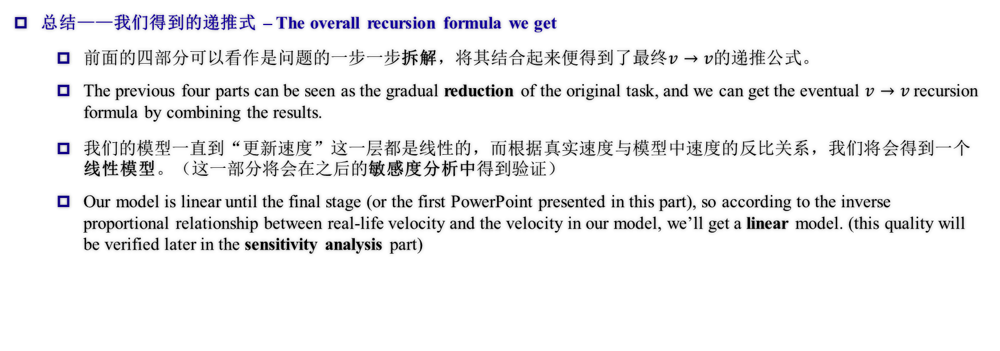 总结——我们得到的递推式 – The overall recursion formula we get
前面的四部分可以看作是问题的一步一步拆解，将其结合起来便得到了最终v → v的递推公式。
The previous four parts can be seen as the gradual reduction of the original task, and we can get the eventual v → v recursion
formula by combining the results.
我们的模型一直到“更新速度”这一层都是线性的，而根据真实速度与模型中速度的反比关系，我们将会得到一个
线性模型。（这一部分将会在之后的敏感度分析中得到验证）
Our model is linear until the final stage (or the first PowerPoint presented in this part), so according to the inverse
proportional relationship between real-life velocity and the velocity in our model, we’ll get a linear model. (this quality will
be verified later in the sensitivity analysis part)